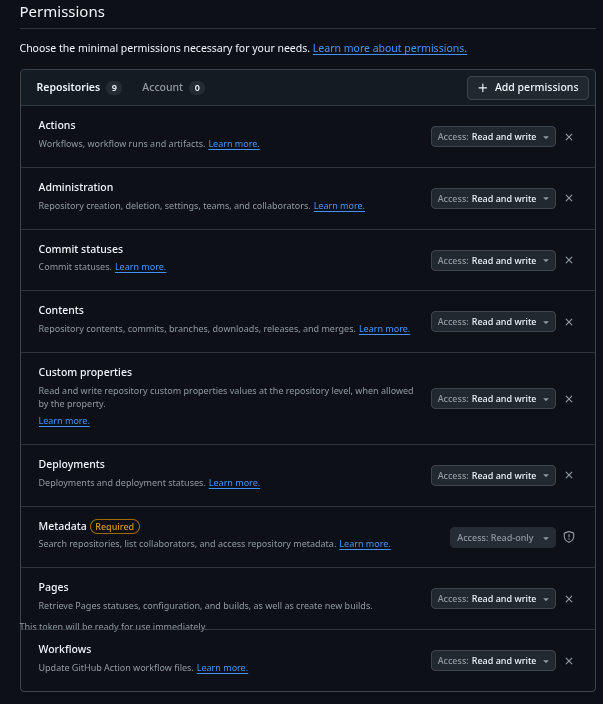 Permissions
Choose the minimal permissions necessary for your needs. Learn more about permissions.
Repositories 9 Account 0 + Add permissions
Actions
Workflows, workflow runs and artifacts. Learn more.
Access: Read and write
Administration
Repository creation, deletion, settings, teams, and collaborators. Learn more.
Access: Read and write
Commit statuses
Commit statuses. Learn more.
Access: Read and write
Contents
Repository contents, commits, branches, downloads, releases, and merges. Learn more.
Access: Read and write
Custom properties
Read and write repository custom properties values at the repository level, when allowed
by the property.
Learn more.
Access: Read and write
Deployments
Deployments and deployment statuses. Learn more.
Access: Read and write
Metadata Required
Search repositories, list collaborators, and access repository metadata. Learn more.
Access: Read-only
Pages
Retrieve Pages statuses, configuration, and builds, as well as create new builds.
Access: Read and write
This token will be ready for use immediately.
Workflows
Update GitHub Action workflow files. Learn more.
Access: Read and write